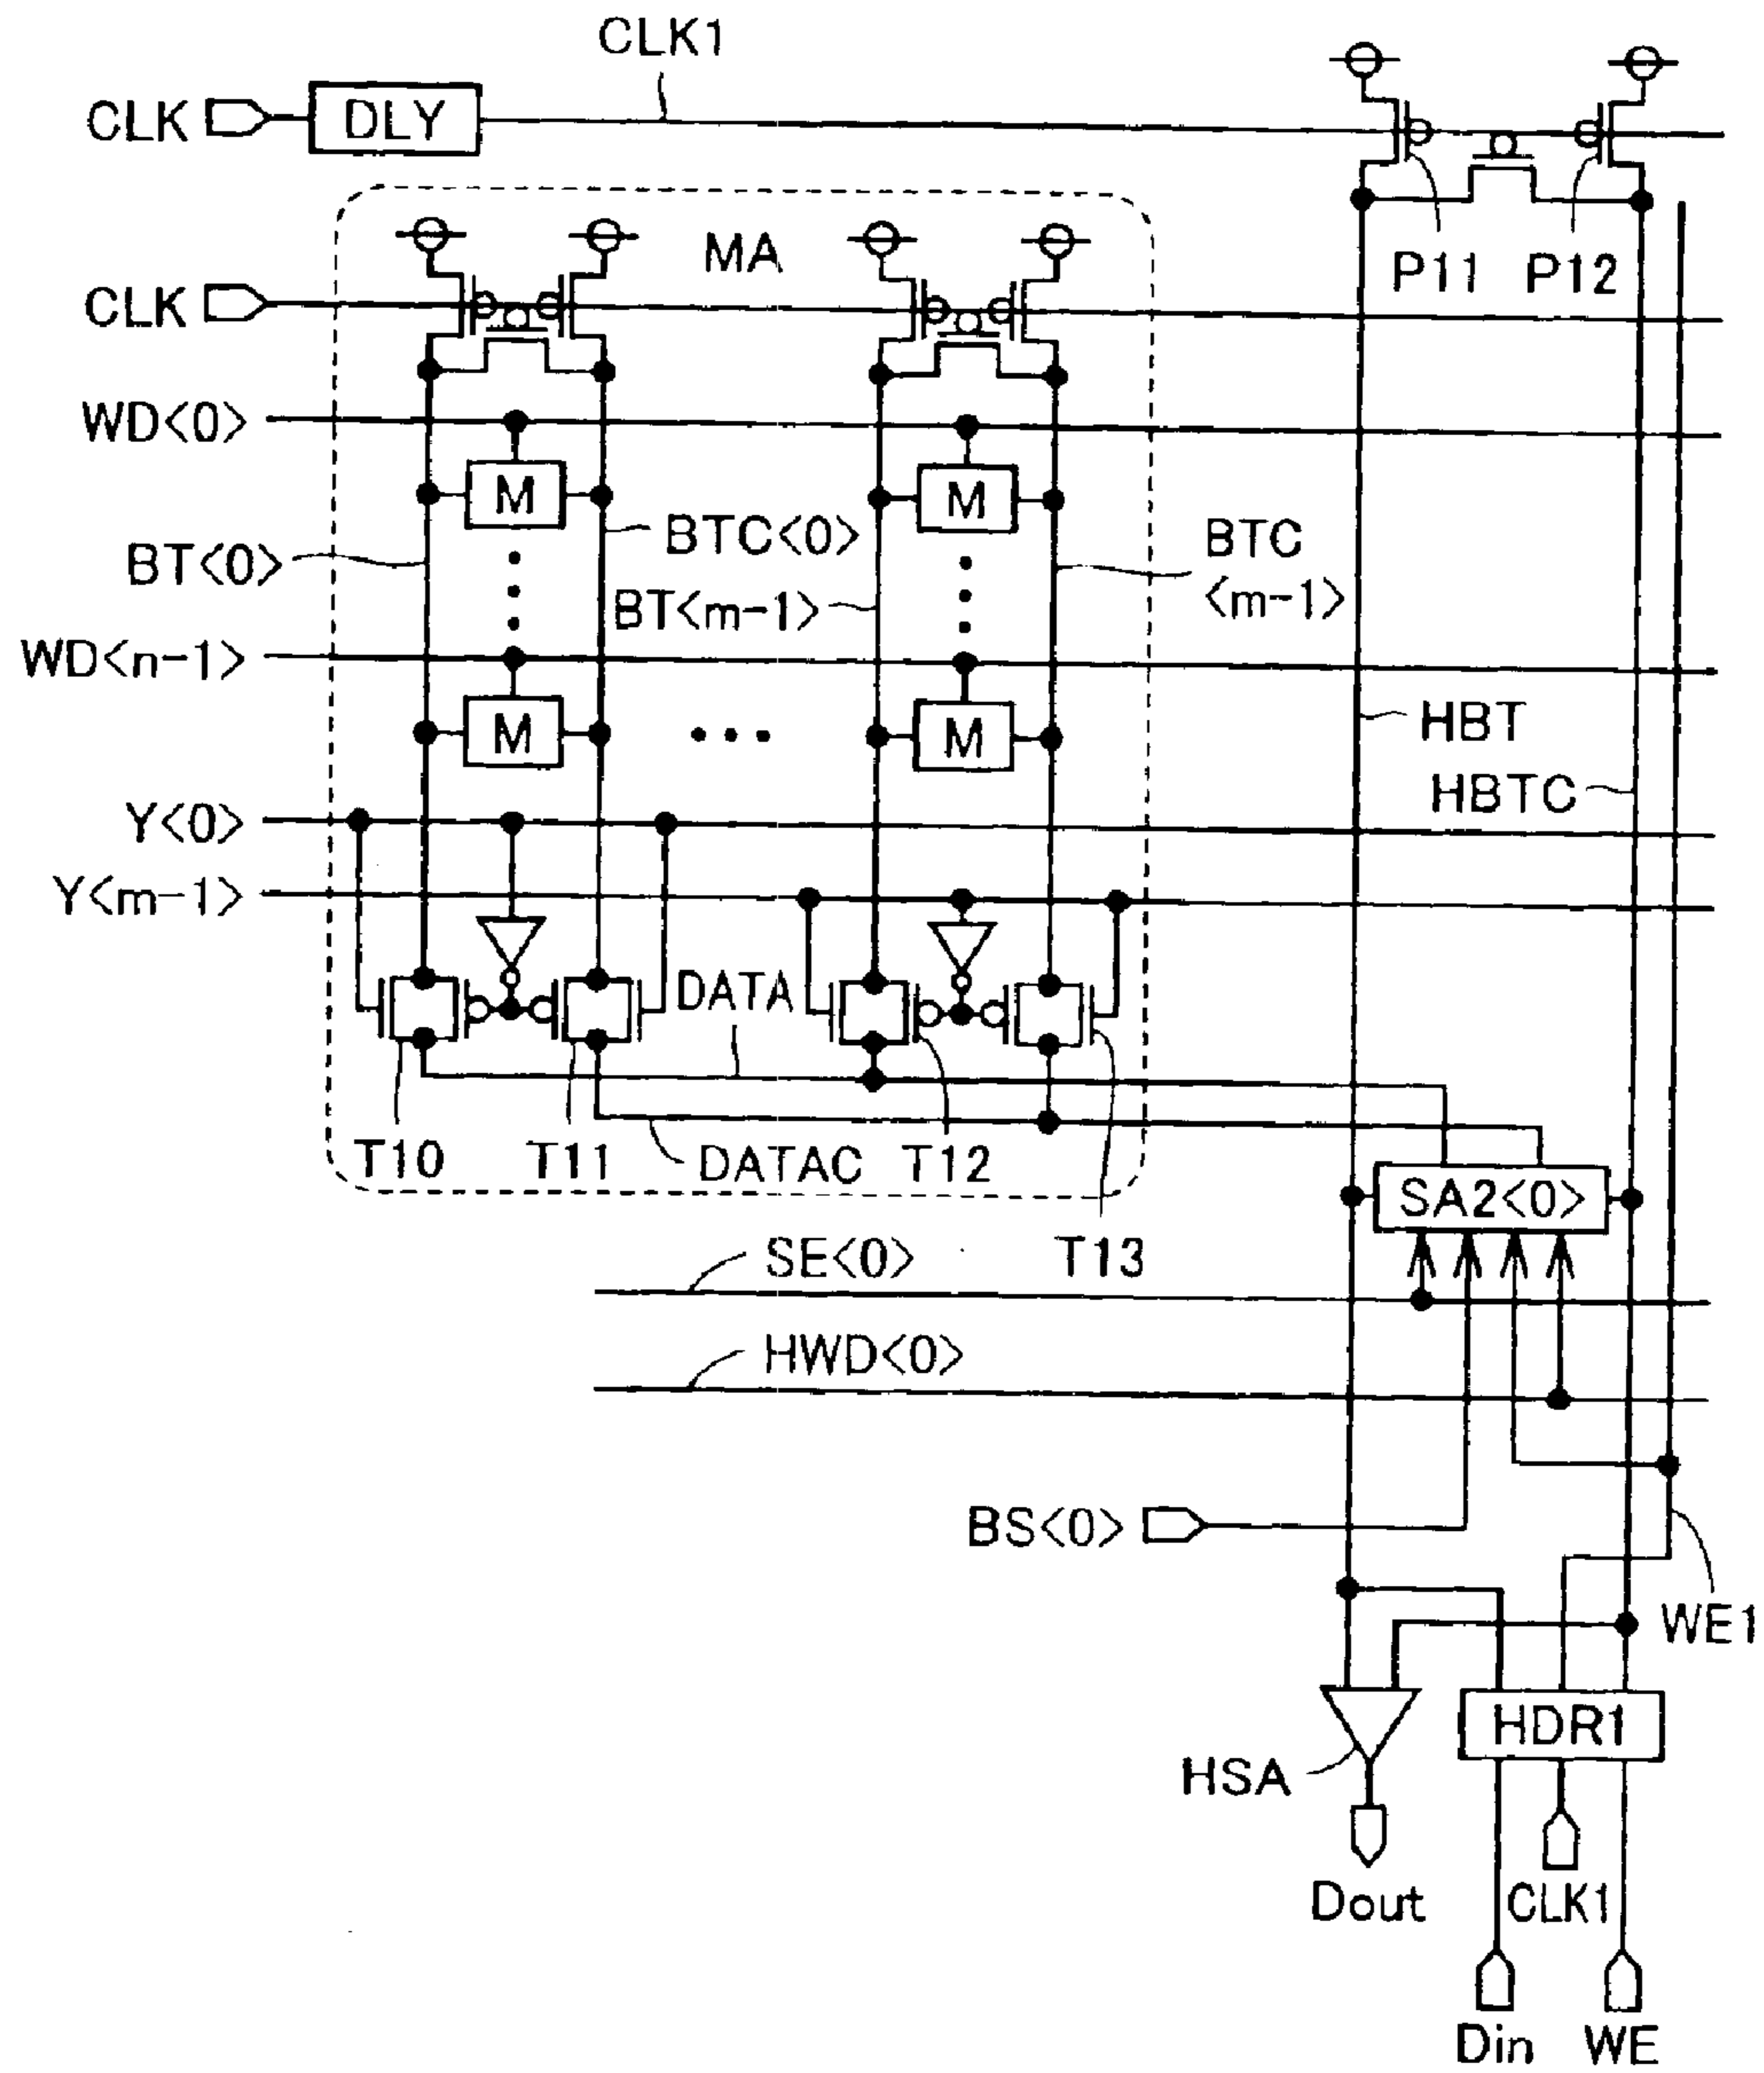 CLK1
CLK
DLY
MA
P11
P12
CLK
WD<0>
M
M
BTC<0>
BTC
<m-1>
BT<0>
BT<m-1>
WD<n-1>
M
M
HBT
HBTC
Y<0>
Y<m-1>
DATA
T10
T11
DATAC
T12
SA2<0>
SE<0>
T13
HWD<0>
BS<0>
WE1
HDR1
HSA
Dout
CLK1
Din
WE